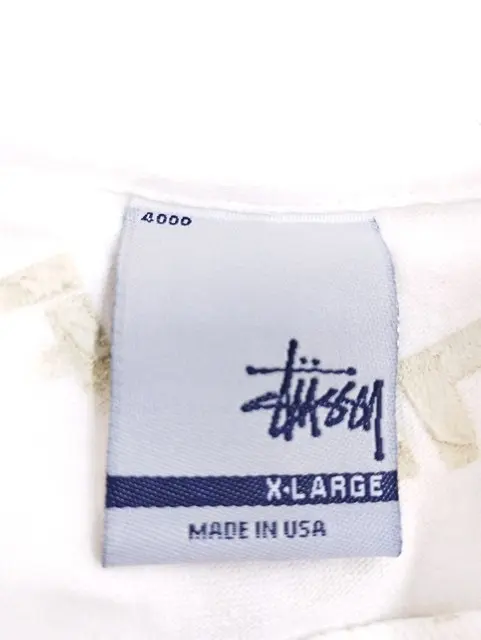 4000
Stüssy
X-LARGE
MADE IN USA